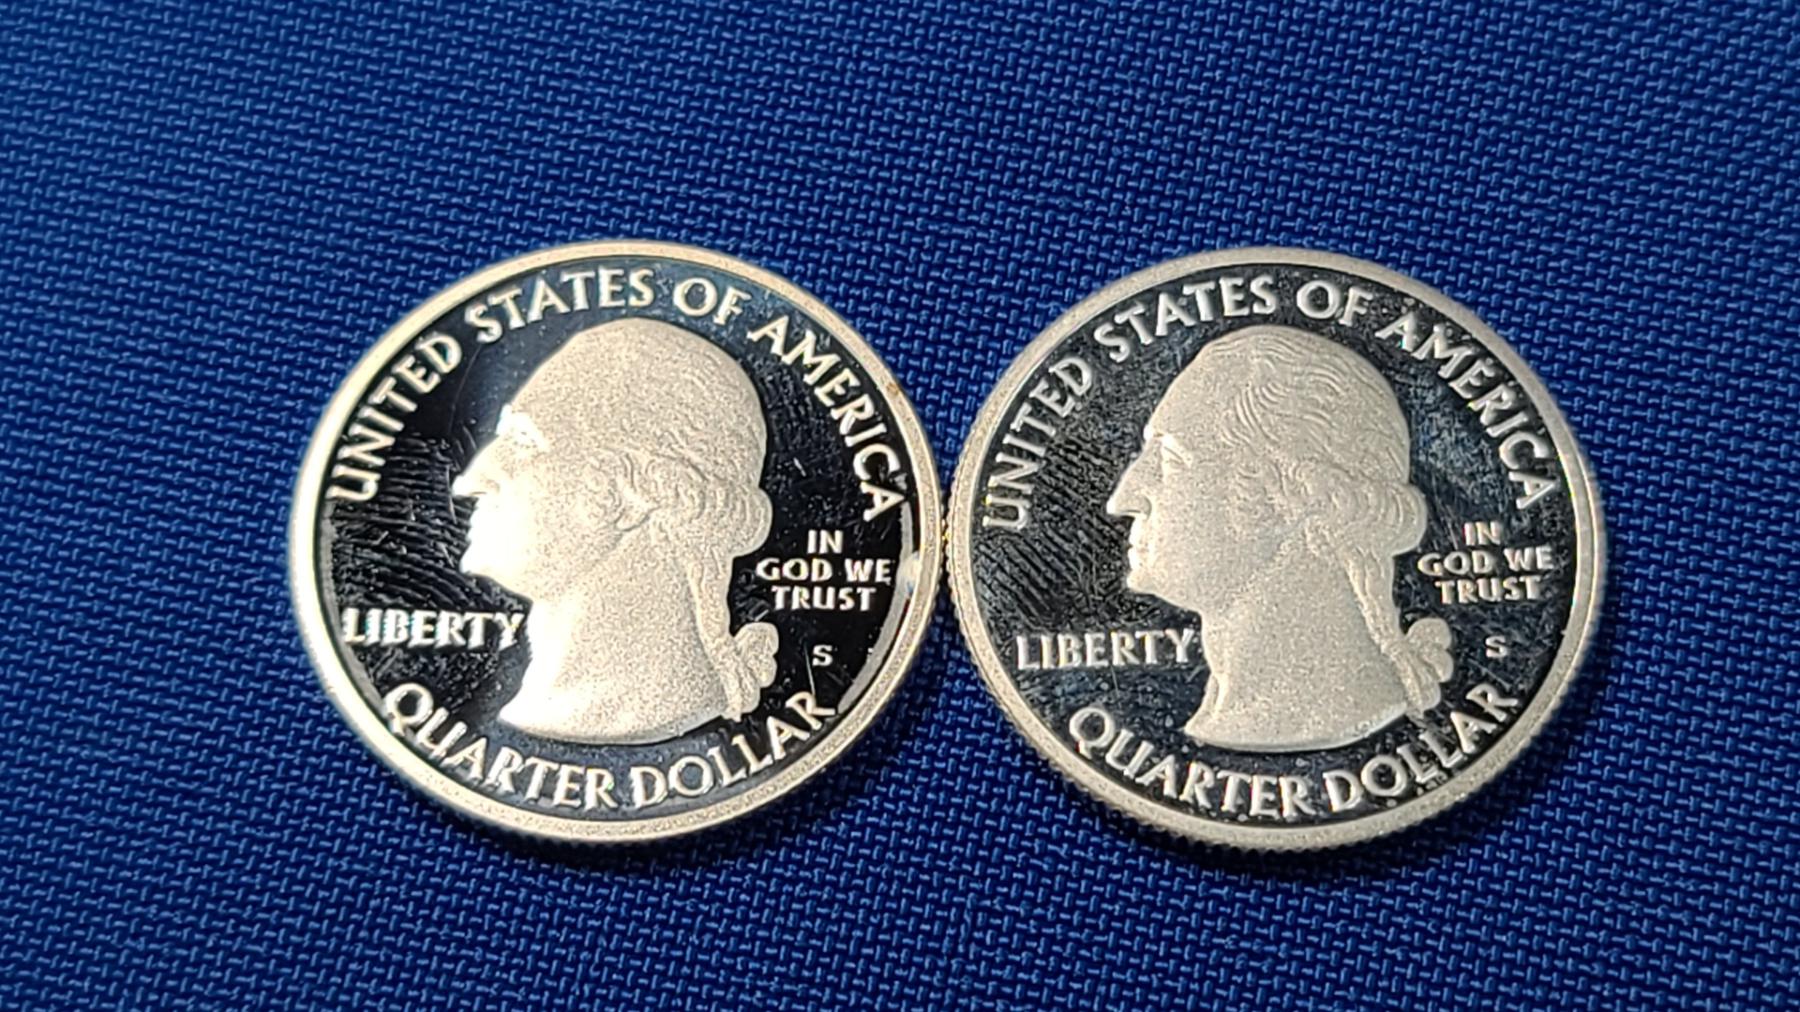 UNITED STATES OF AMERICA
IN
GOD WE
TRUST
LIBERTY
S
QUARTER DOLLAR
UNITED STATES OF AMERICA
IN
GOD WE
TRUST
LIBERTY
S
QUARTER DOLLAR